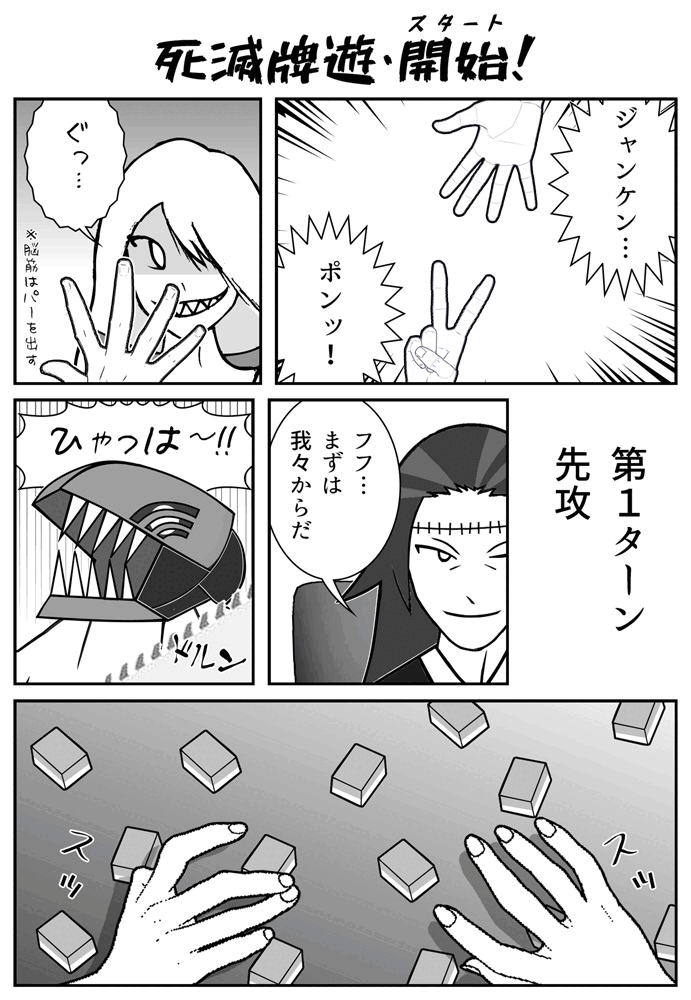 スタート
死滅牌遊・開始!
ジャンケン…
ポンッ!
ぐっ…
※脳筋はパーを出す
第1ターン
先攻
フフ…
まずは
我々からだ
ひゃっは〜!!
ドルン
スッ
スッ